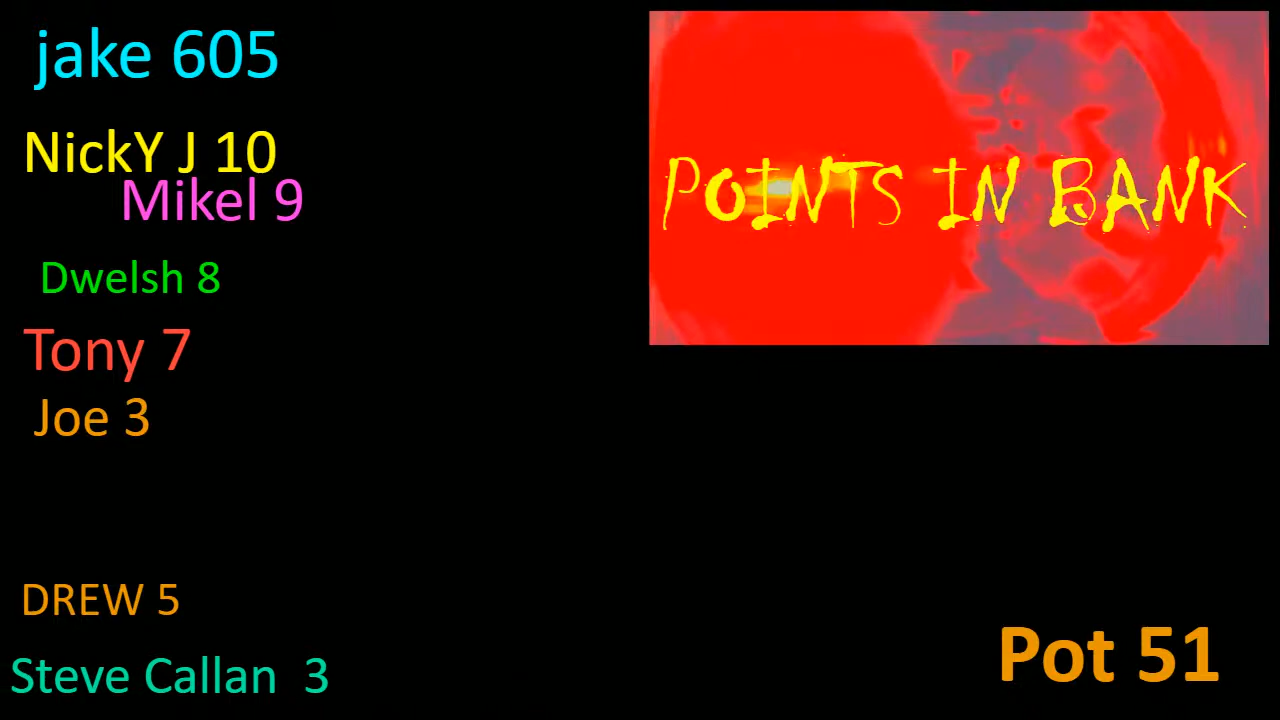 jake 605
NickY J 10
Mikel 9
Dwelsh 8
Tony 7
Joe 3
DREW 5
Steve Callan  3
POINTS IN BANK
Pot 51